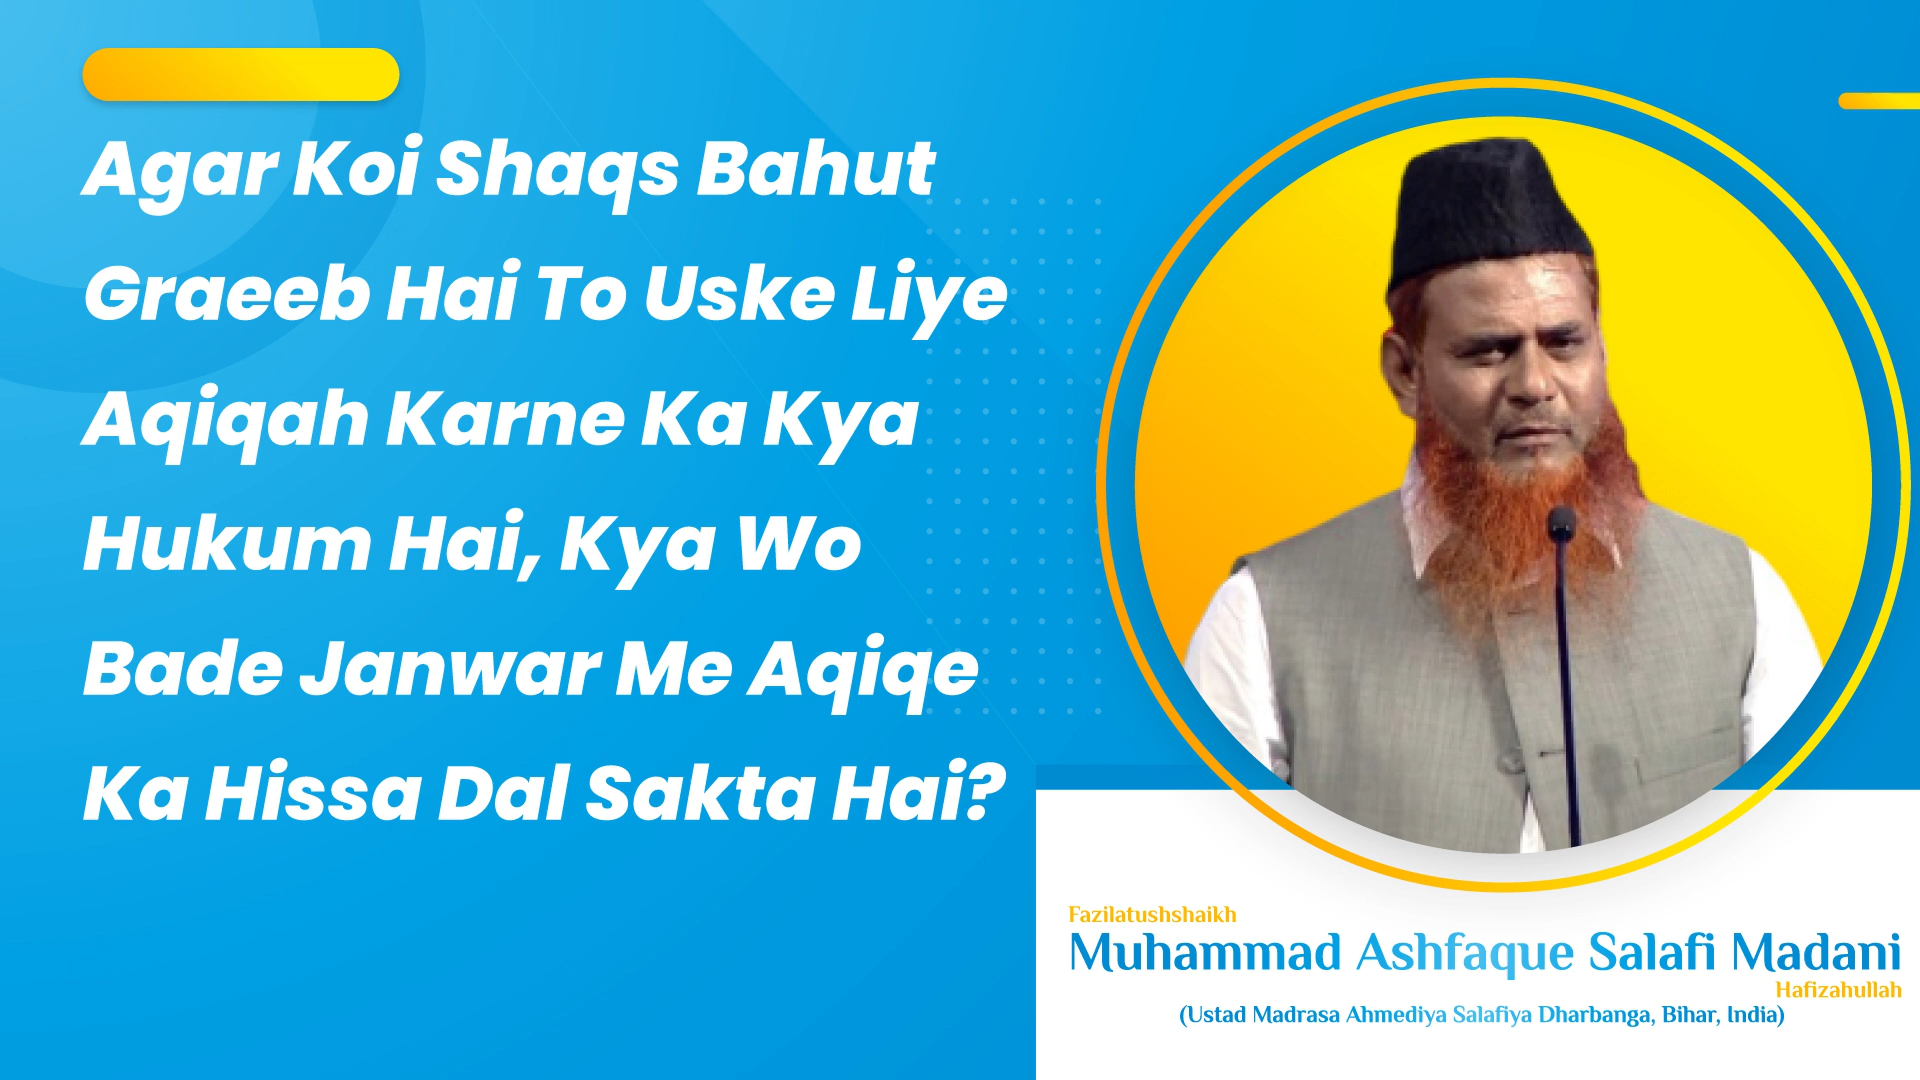 Agar Koi Shaqs Bahut
Graeeb Hai To Uske Liye
Aqiqah Karne Ka Kya
Hukum Hai, Kya Wo
Bade Janwar Me Aqiqe
Ka Hissa Dal Sakta Hai?
Fazilatushshaikh
Muhammad Ashfaque Salafi Madani
Hafizahullah
(Ustad Madrasa Ahmediya Salafiya Dharbanga, Bihar, India)